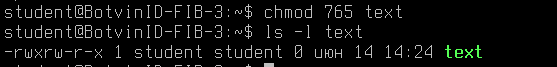 student@BotvinID-FIB-3:~$ chmod 765 text
student@BotvinID-FIB-3:~$ ls -l text
-rwxrw-r-x 1 student student 0 июн 14 14:24 text
student@BotvinID-FIB-3:~$